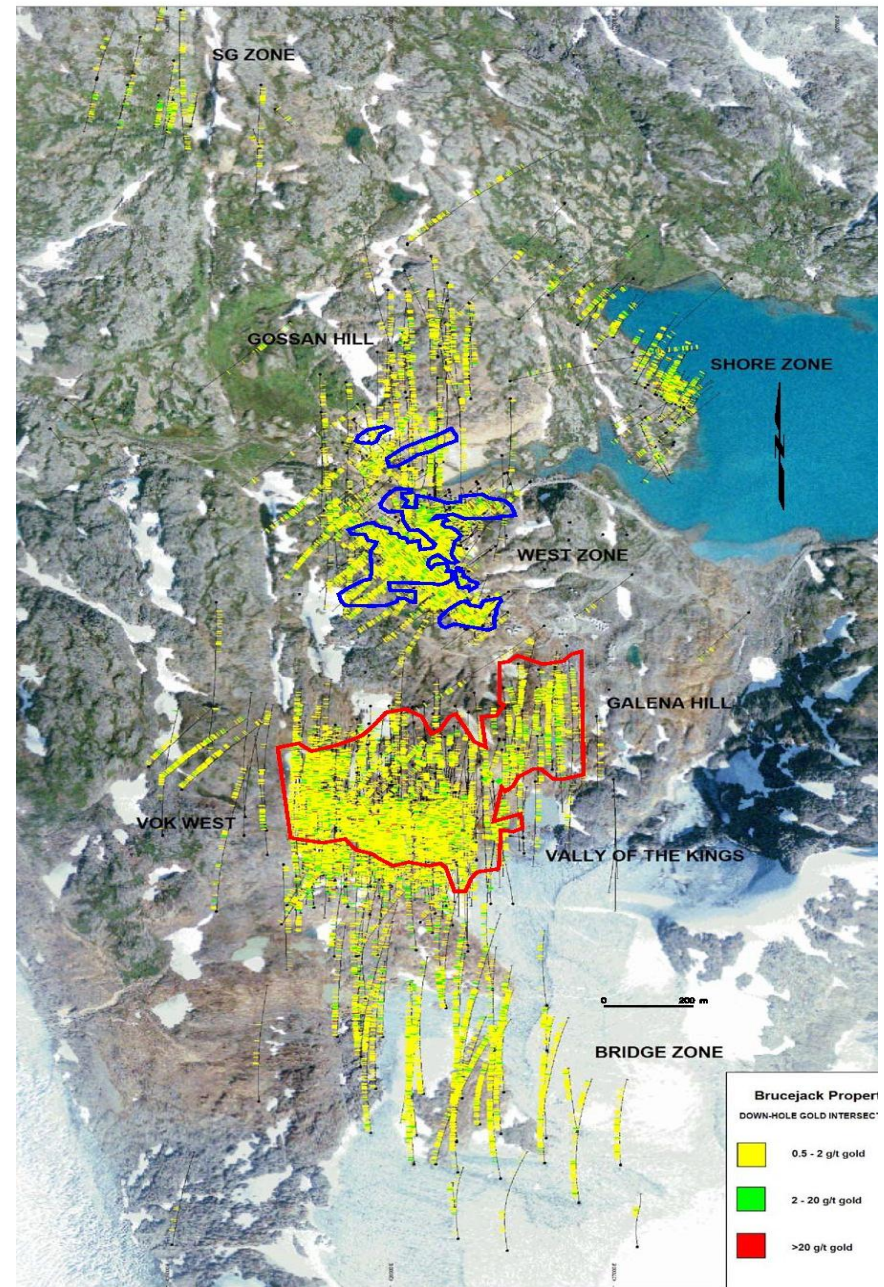 SG ZONE
GOSSAN HILL
SHORE ZONE
WEST ZONE
GALENA HILL
VOK WEST
VALLY OF THE KINGS
0 200 m
BRIDGE ZONE
Brucejack Propert
DOWN-HOLE GOLD INTERSECT
0.5 - 2 g/t gold
2 - 20 g/t gold
>20 g/t gold